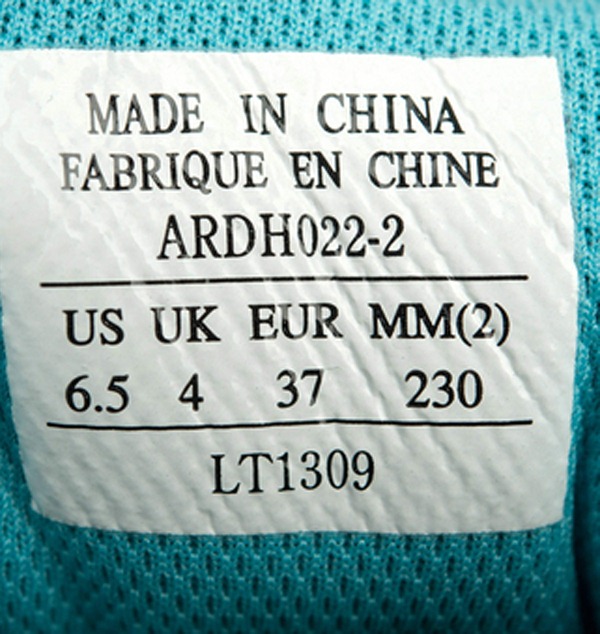 MADE IN CHINA
FABRIQUE EN CHINE
ARDH022-2
US UK EUR MM(2)
6.5 4 37 230
LT1309